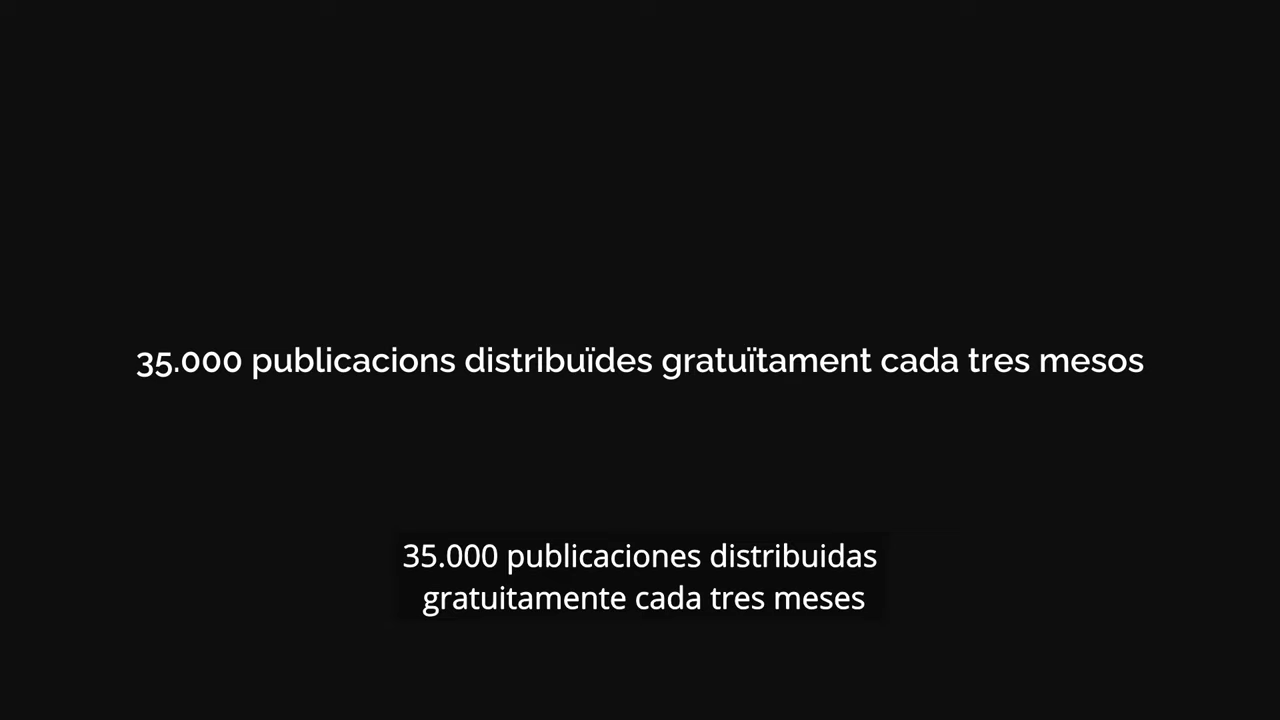 35.000 publicacions distribuïdes gratuïtament cada tres mesos
35.000 publicaciones distribuidas
gratuitamente cada tres meses